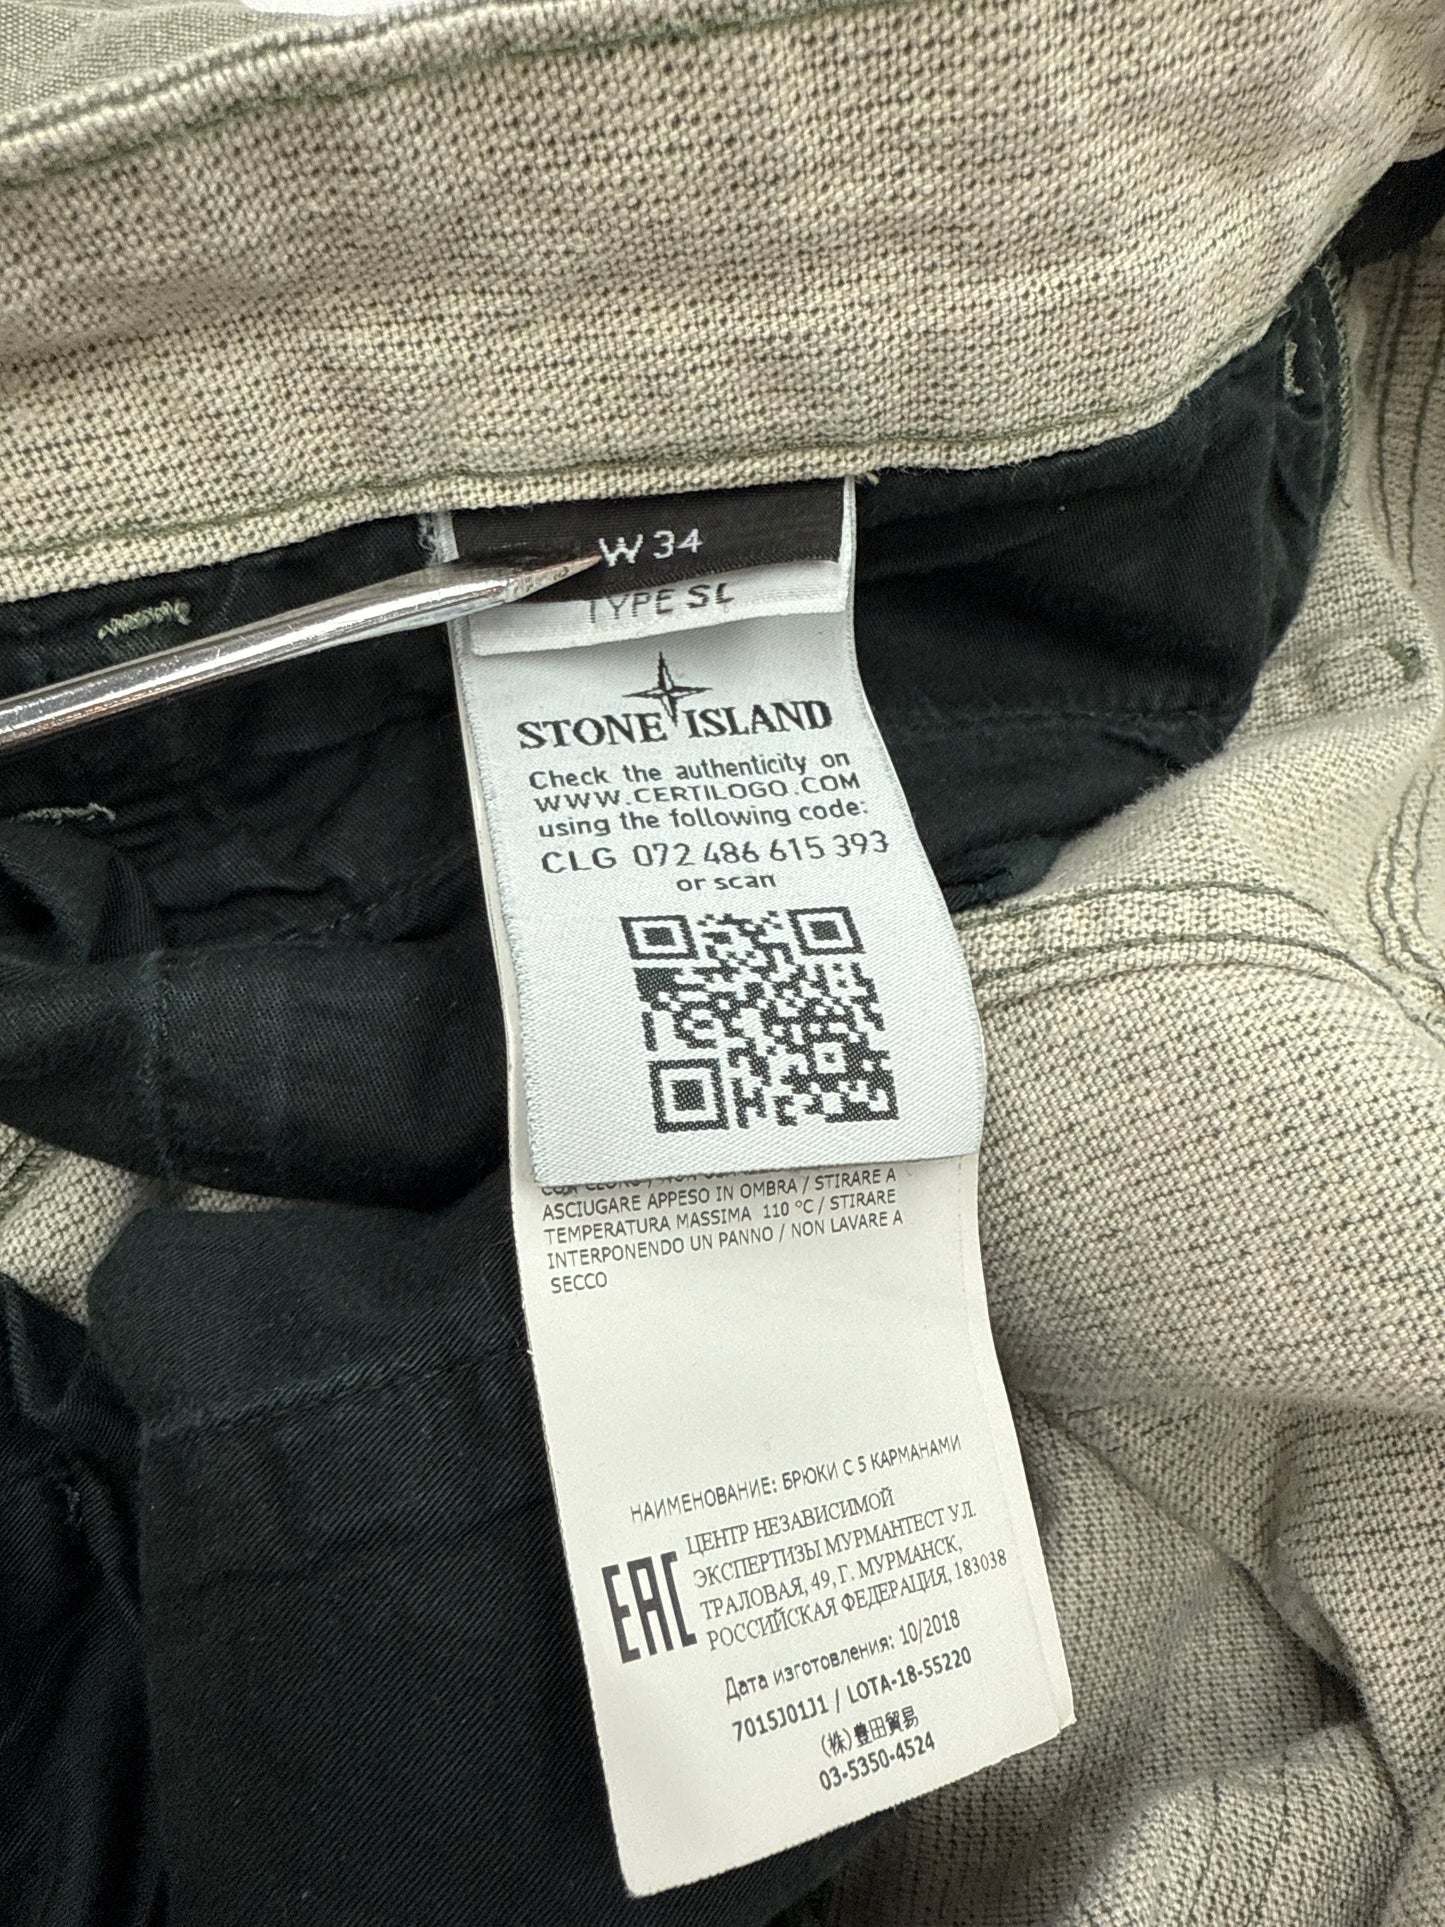 W 34
TYPE SL
STONE ISLAND
Check the authenticity on
WWW.CERTILOGO.COM
using the following code:
CLG 072 486 615 393
or scan
ASCIUGARE APPESO IN OMBRA / STIRARE A
TEMPERATURA MASSIMA 110 °C / STIRARE
INTERPONENDO UN PANNO / NON LAVARE A
SECCO
НАИМЕНОВАНИЕ: БРЮКИ С 5 КАРМАНАМИ
ЦЕНТР НЕЗАВИСИМОЙ
ЭКСПЕРТИЗЫ МУРМАНТЕСТ УЛ.
ТРАЛОВАЯ, 49, Г. МУРМАНСК,
РОССИЙСКАЯ ФЕДЕРАЦИЯ, 183038
EAC
Дата изготовления: 10/2018
7015J01J1 / LOTA-18-55220
(株)豊田貿易
03-5350-4524